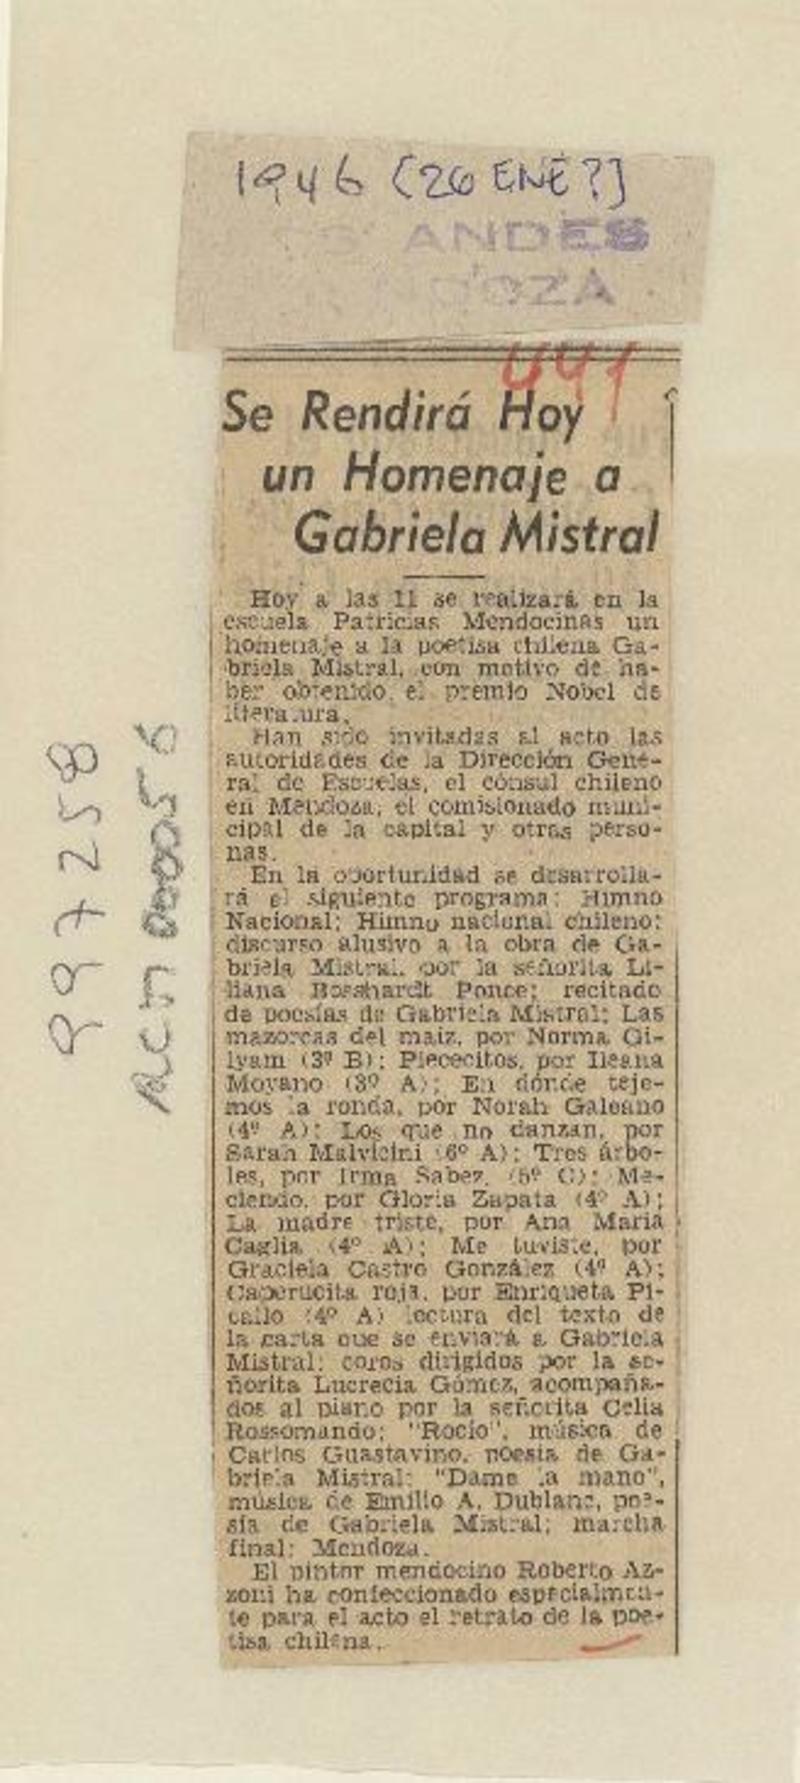 1946 (26 ENE?)
OS ANDES
NDOZA
441
Se Rendirá Hoy
un Homenaje a
Gabriela Mistral
Hoy a las 11 se realizará en la
escuela Patricias Mendocinas un
homenaje a la poetisa chilena Ga-
briela Mistral, con motivo de ha-
ber obtenido el premio Nobel de
literatura.
Han sido invitadas al acto las
autoridades de la Dirección Gene-
ral de Escuelas, el cónsul chileno
en Mendoza, el comisionado muni-
cipal de la capital y otras perso-
nas.
En la oportunidad se desarrolla-
rá el siguiente programa: Himno
Nacional; Himno nacional chileno;
discurso alusivo a la obra de Ga-
briela Mistral, por la señorita Li-
liana Bosshardt Ponce; recitado
de poesías de Gabriela Mistral; Las
mazorcas del maíz, por Norma Gi-
lyam (3º B); Piececitos, por Ileana
Moyano (3º A); En dónde teje-
mos la ronda, por Norah Galeano
(4º A); Los que no danzan, por
Sarah Malvicini (6º A); Tres árbo-
les, por Irma Sabez, (5º C); Me-
ciendo, por Gloria Zapata (4º A);
La madre triste, por Ana María
Caglia (4º A); Me tuviste, por
Graciela Castro González (4º A);
Caperucita roja, por Enriqueta Pi-
callo (4º A) lectura del texto de
la carta que se enviará a Gabriela
Mistral; coros dirigidos por la se-
ñorita Lucrecia Gómez, acompaña-
dos al piano por la señorita Celia
Rossomando; "Rocío", música de
Carlos Guastavino, poesía de Ga-
briela Mistral; "Dame la mano",
música de Emilio A. Dublanc, poe-
sía de Gabriela Mistral; marcha
final: Mendoza.
El pintor mendocino Roberto Az-
zoni ha confeccionado especialmen-
te para el acto el retrato de la poe-
tisa chilena.
997258
ACM000056